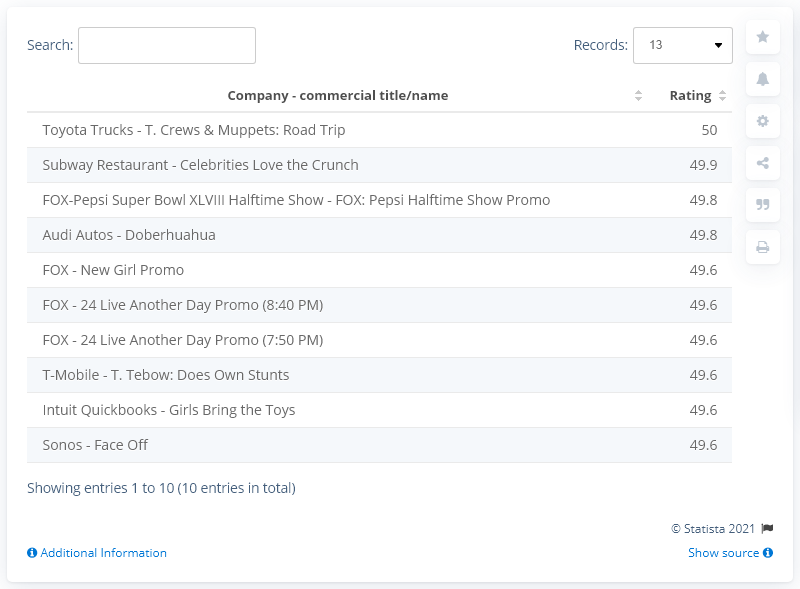 Search:
Records: 13
Company - commercial title/name Rating
Toyota Trucks - T. Crews & Muppets: Road Trip 50
Subway Restaurant - Celebrities Love the Crunch 49.9
FOX-Pepsi Super Bowl XLVIII Halftime Show - FOX: Pepsi Halftime Show Promo 49.8
Audi Autos - Doberhuahua 49.8
FOX - New Girl Promo 49.6
FOX - 24 Live Another Day Promo (8:40 PM) 49.6
FOX - 24 Live Another Day Promo (7:50 PM) 49.6
T-Mobile - T. Tebow: Does Own Stunts 49.6
Intuit Quickbooks - Girls Bring the Toys 49.6
Sonos - Face Off 49.6
Showing entries 1 to 10 (10 entries in total)
© Statista 2021
Additional Information
Show source